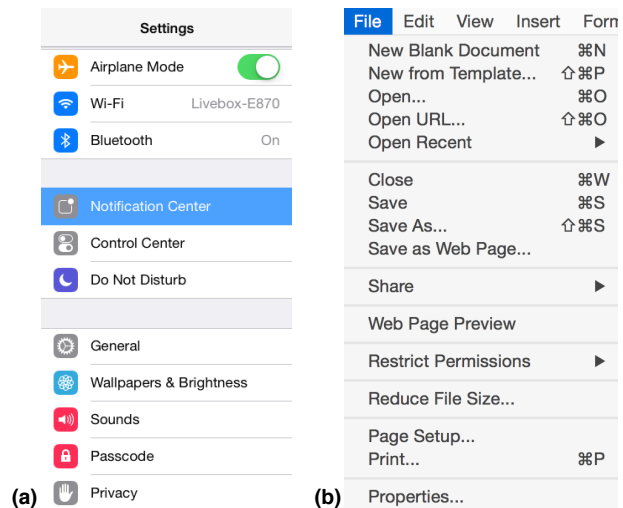 Settings
Airplane Mode
Wi-Fi Livebox-E870
Bluetooth On
Notification Center
Control Center
Do Not Disturb
General
Wallpapers & Brightness
Sounds
Passcode
Privacy
(a)
File Edit View Insert Form
New Blank Document ⌘N
New from Template... ⇧⌘P
Open... ⌘O
Open URL... ⇧⌘O
Open Recent ▶
Close ⌘W
Save ⌘S
Save As... ⇧⌘S
Save as Web Page...
Share ▶
Web Page Preview
Restrict Permissions ▶
Reduce File Size...
Page Setup...
Print... ⌘P
Properties...
(b)